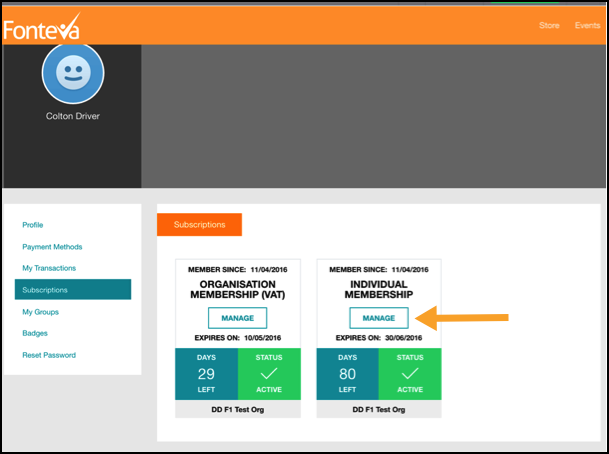 Fonteva
Store Events
Colton Driver
Profile
Payment Methods
My Transactions
Subscriptions
My Groups
Badges
Reset Password
Subscriptions
MEMBER SINCE: 11/04/2016
ORGANISATION
MEMBERSHIP (VAT)
MANAGE
EXPIRES ON: 10/05/2016
DAYS
29
LEFT
STATUS
ACTIVE
DD F1 Test Org
MEMBER SINCE: 11/04/2016
INDIVIDUAL
MEMBERSHIP
MANAGE
EXPIRES ON: 30/06/2016
DAYS
80
LEFT
STATUS
ACTIVE
DD F1 Test Org